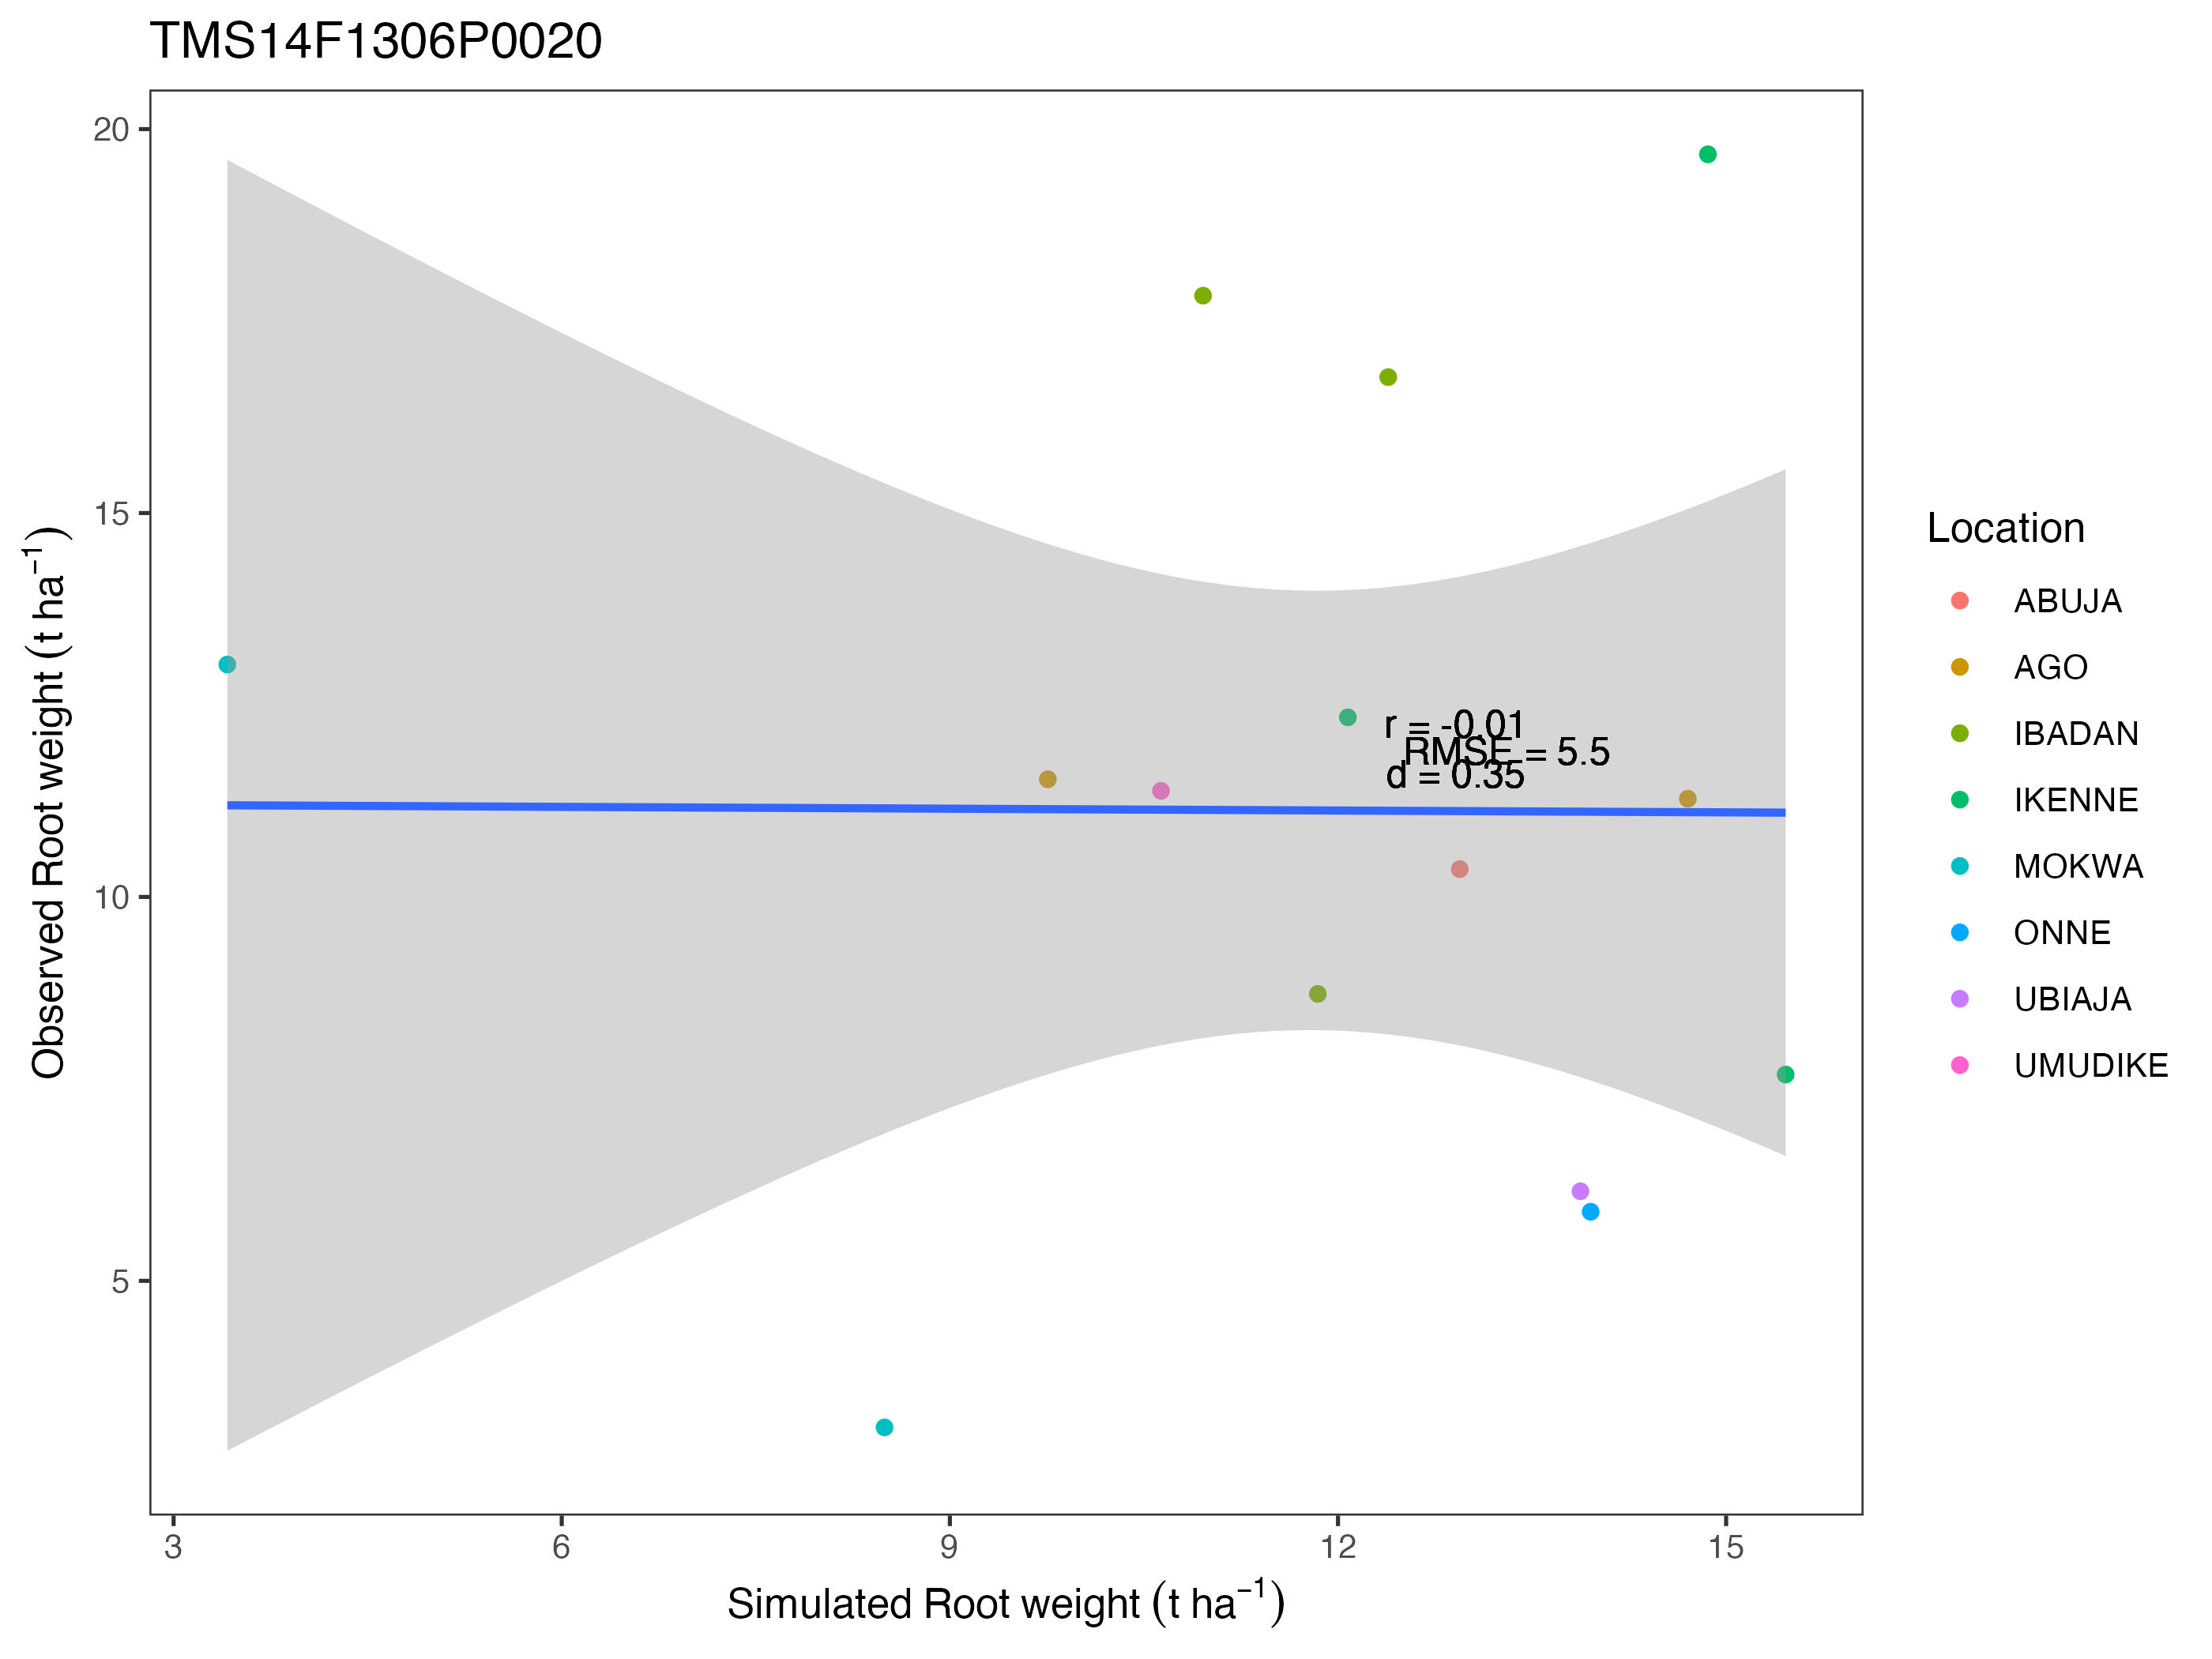 TMS14F1306P0020
Observed Root weight (t ha⁻¹)
20
15
10
5
r = -0.01
RMSE = 5.5
d = 0.35
3
6
9
12
15
Simulated Root weight (t ha⁻¹)
Location
ABUJA
AGO
IBADAN
IKENNE
MOKWA
ONNE
UBIAJA
UMUDIKE